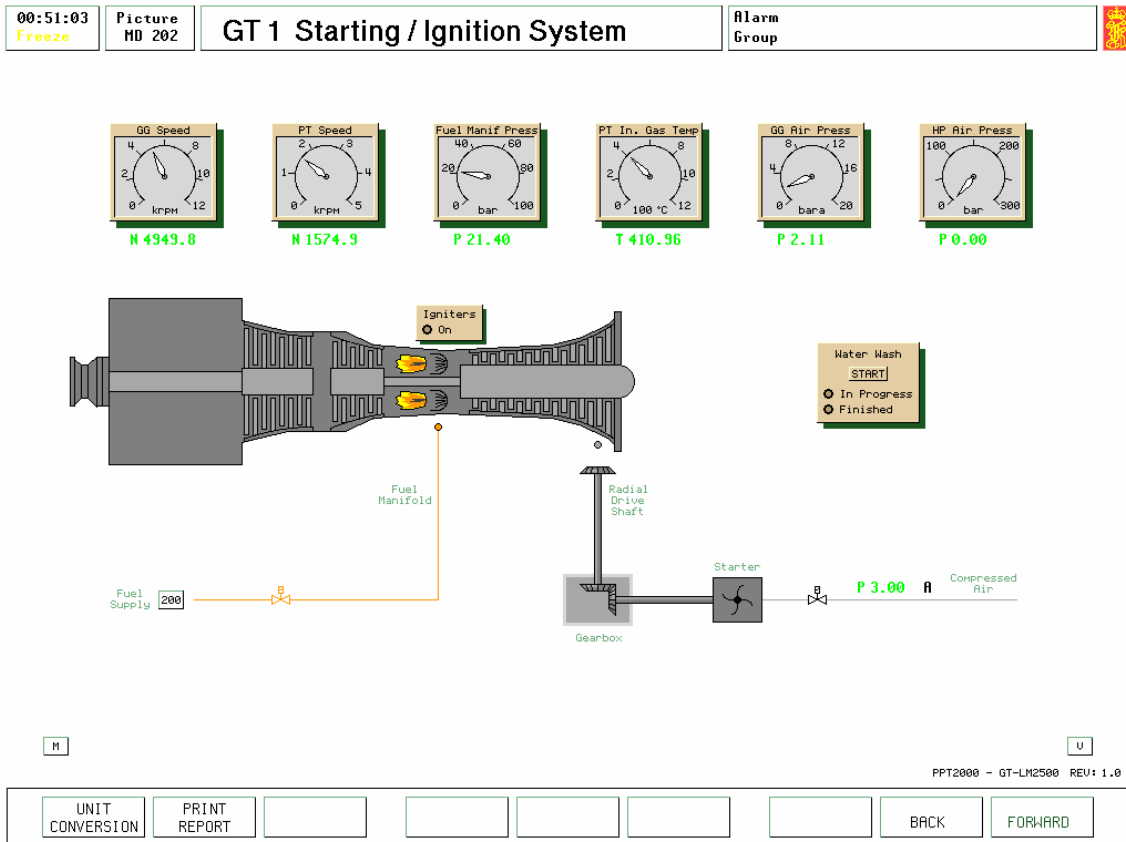 00:51:03
Freeze
Picture
MD 202
GT 1 Starting / Ignition System
Alarm
Group
GG Speed
4
8
2
10
0
krpm
12
N 4949.8
PT Speed
2
3
1
4
0
krpm
5
N 1574.9
Fuel Manif Press
40
60
20
80
0
bar
100
P 21.40
PT In. Gas Temp
4
8
2
10
0
100 °C
12
T 410.96
GG Air Press
8
12
4
16
0
bara
20
P 2.11
HP Air Press
100
200
0
bar
300
P 0.00
Igniters
On
Water Wash
START
In Progress
Finished
Fuel
Manifold
Radial
Drive
Shaft
Fuel
Supply
200
Gearbox
Starter
P 3.00
A
Compressed
Air
M
V
PPT2000 - GT-LM2500 REV: 1.0
UNIT
CONVERSION
PRINT
REPORT
BACK
FORWARD